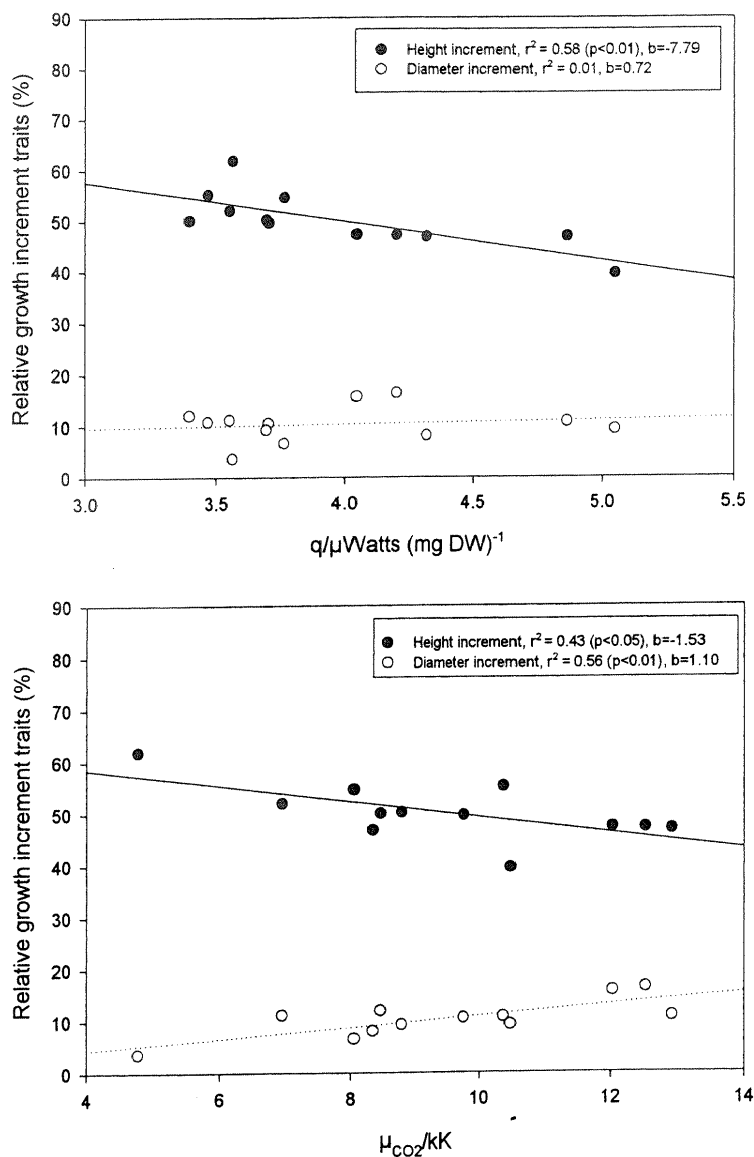 90
80
70
60
50
40
30
20
10
0
Relative growth increment traits (%)
Height increment, r² = 0.58 (p<0.01), b=-7.79
Diameter increment, r² = 0.01, b=0.72
3.0 3.5 4.0 4.5 5.0 5.5
q/µWatts (mg DW)⁻¹
90
80
70
60
50
40
30
20
10
0
Relative growth increment traits (%)
Height increment, r² = 0.43 (p<0.05), b=-1.53
Diameter increment, r² = 0.56 (p<0.01), b=1.10
4 6 8 10 12 14
µCO2/kK